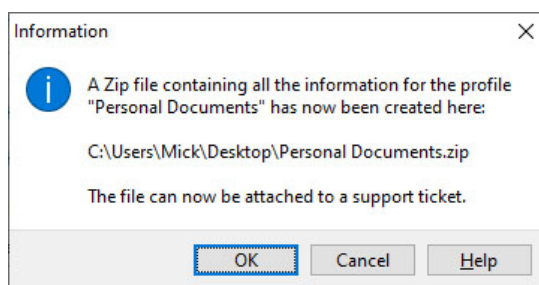 Information
A Zip file containing all the information for the profile
"Personal Documents" has now been created here:
C:\Users\Mick\Desktop\Personal Documents.zip
The file can now be attached to a support ticket.
OK Cancel Help